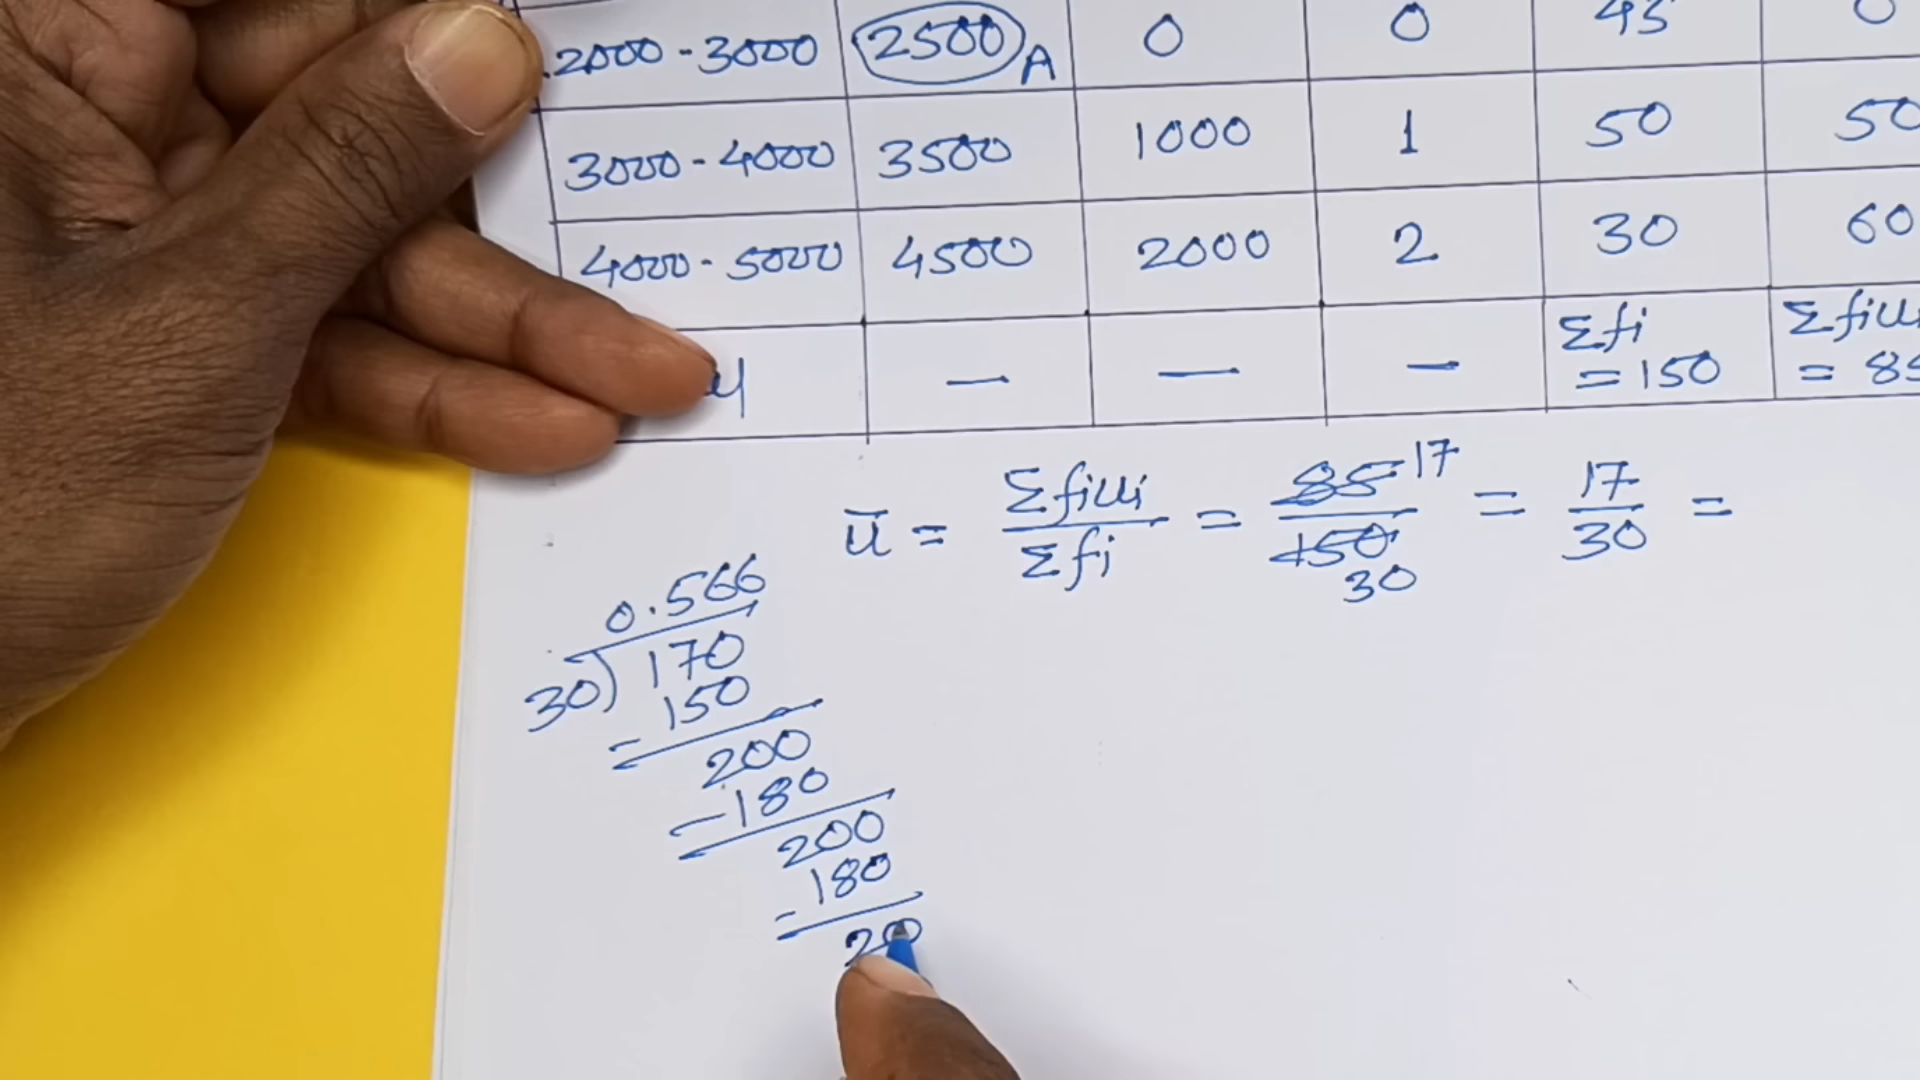 2000 - 3000 2500 A 0 0 45 0
3000 - 4000 3500 1000 1 50 50
4000 - 5000 4500 2000 2 30 60
— — — Σfi = 150 Σfiui = 85
ū = Σfiui / Σfi = 85 17 / 150 30 = 17 / 30 =
0.566
30) 170
150
200
- 180
200
180
20